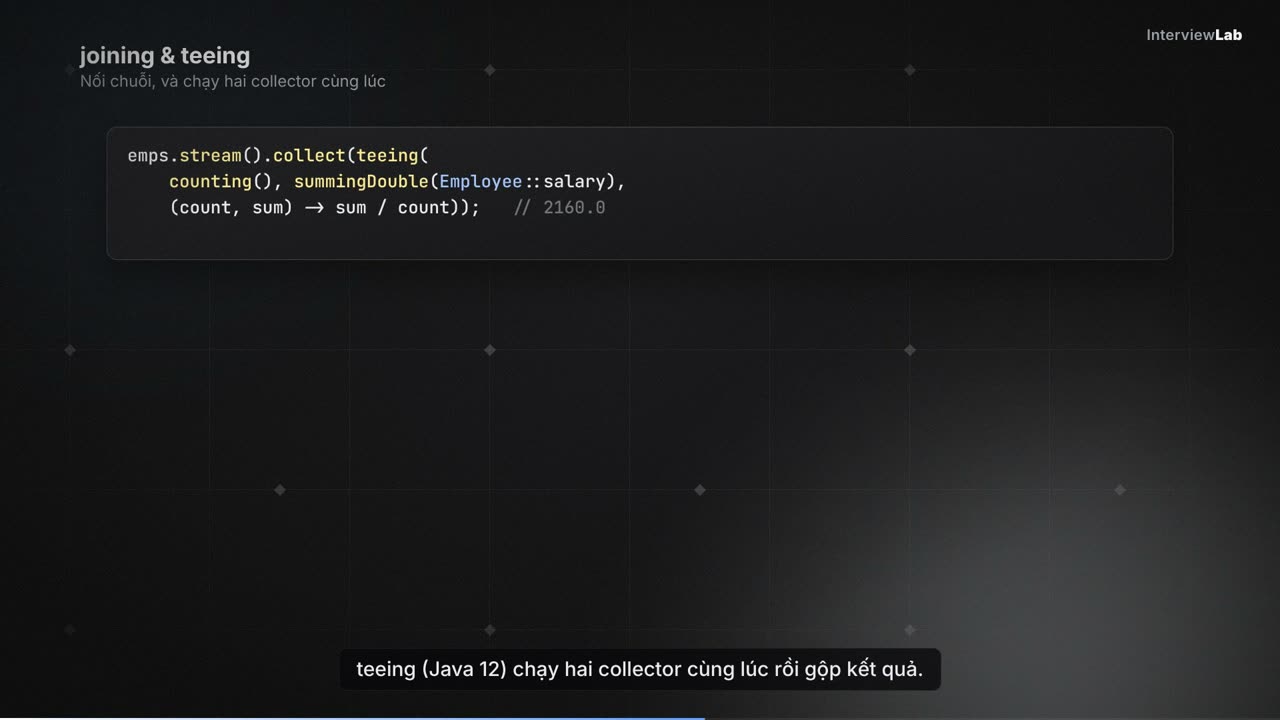 InterviewLab
joining & teeing
Nối chuỗi, và chạy hai collector cùng lúc
emps.stream().collect(teeing(
    counting(), summingDouble(Employee::salary),
    (count, sum) -> sum / count));   // 2160.0
teeing (Java 12) chạy hai collector cùng lúc rồi gộp kết quả.